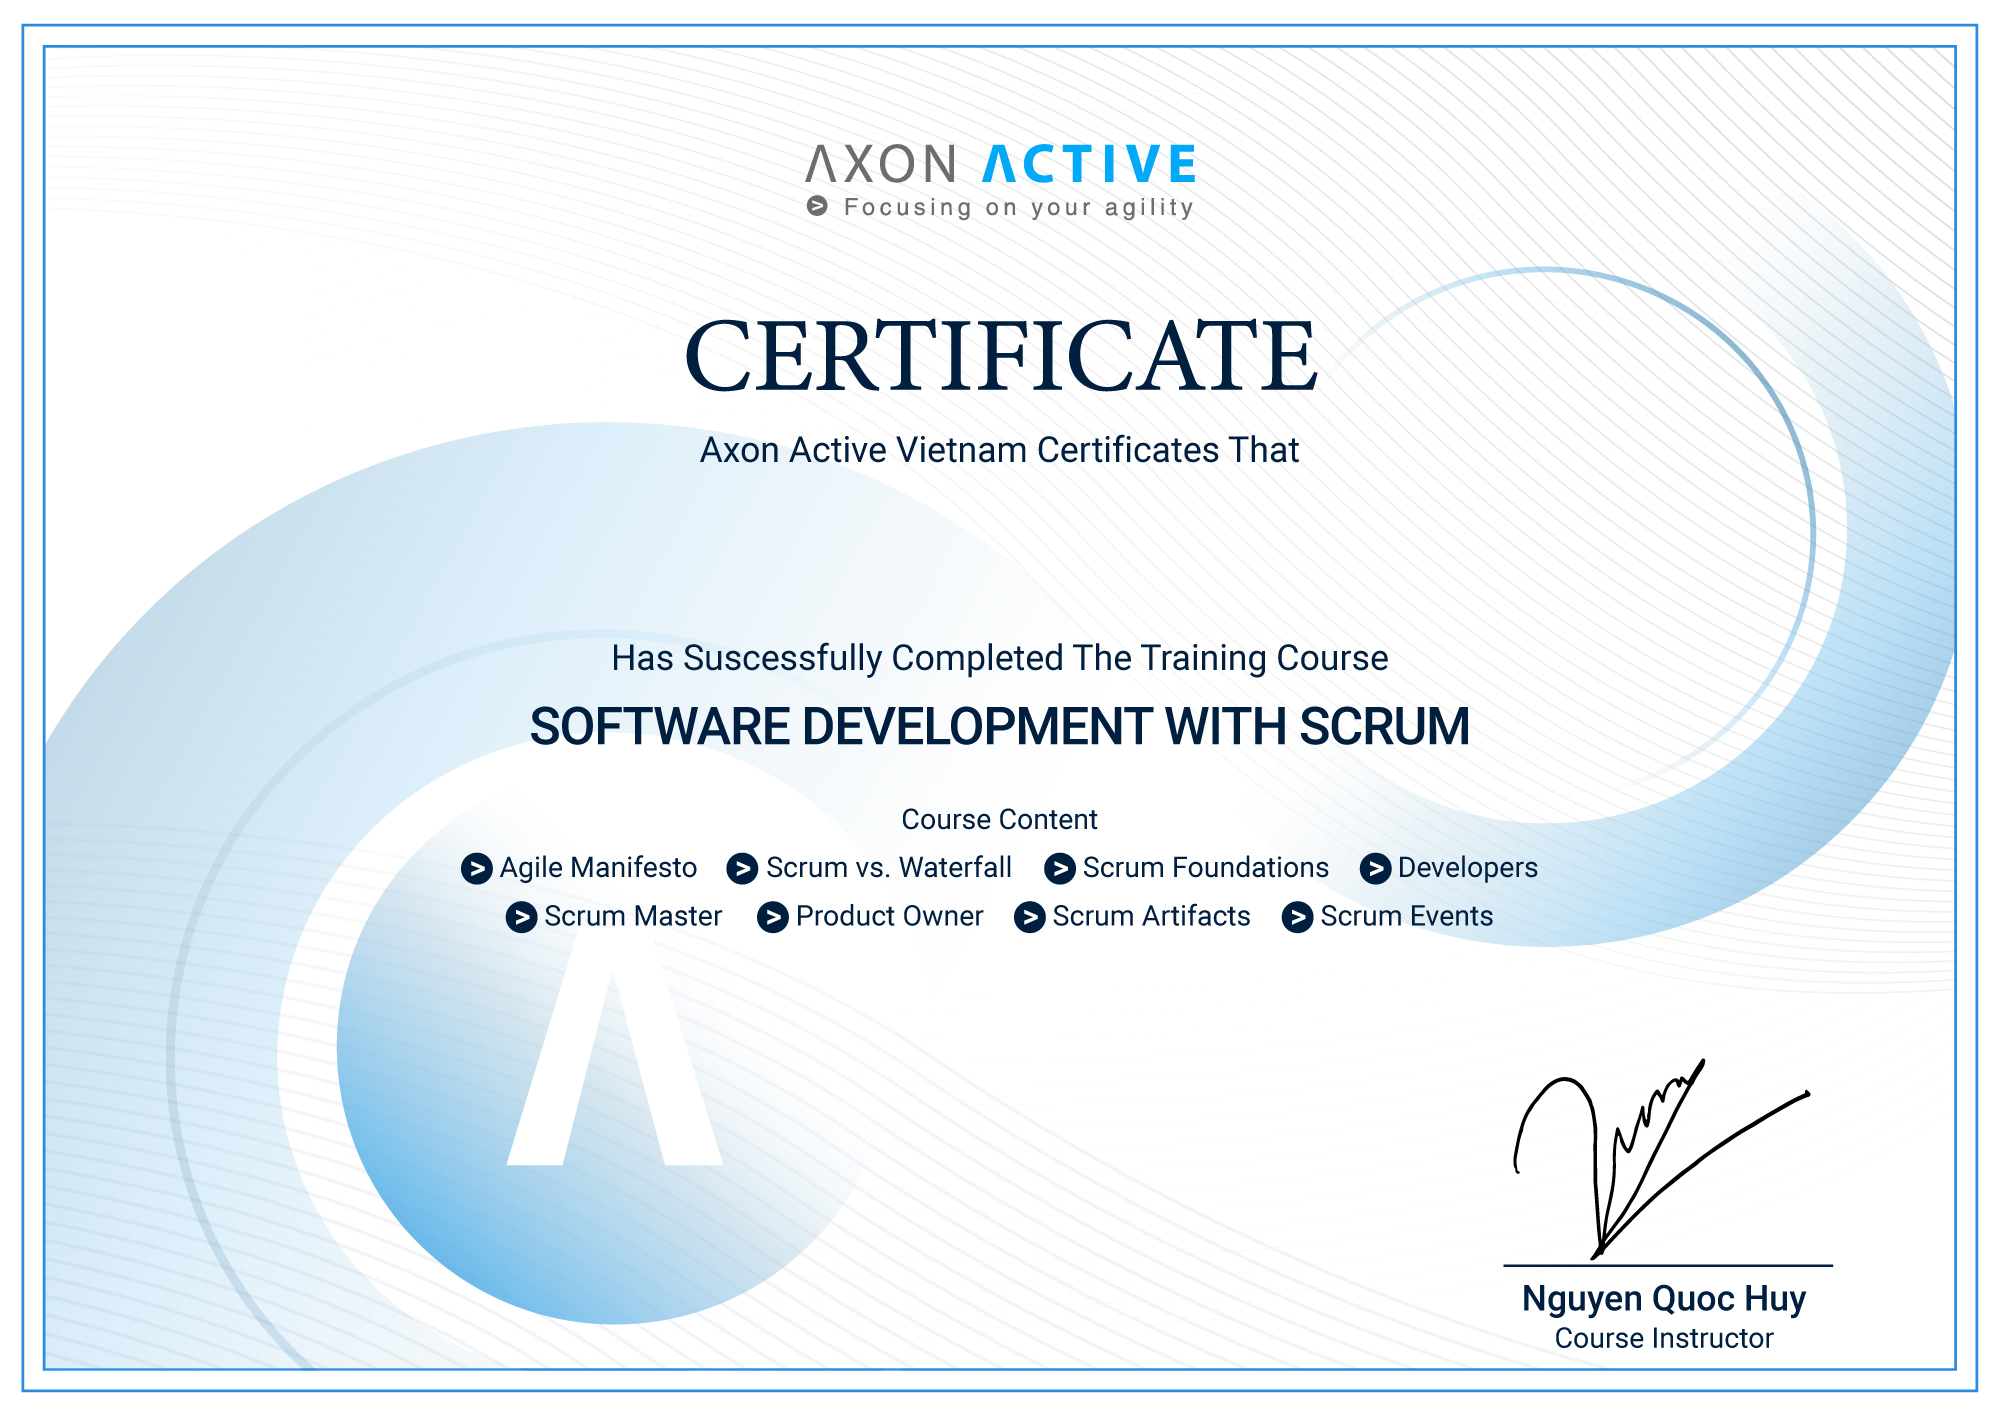 AXON ACTIVE
Focusing on your agility
CERTIFICATE
Axon Active Vietnam Certificates That
Has Suscessfully Completed The Training Course
SOFTWARE DEVELOPMENT WITH SCRUM
Course Content
Agile Manifesto Scrum vs. Waterfall Scrum Foundations Developers
Scrum Master Product Owner Scrum Artifacts Scrum Events
Nguyen Quoc Huy
Course Instructor